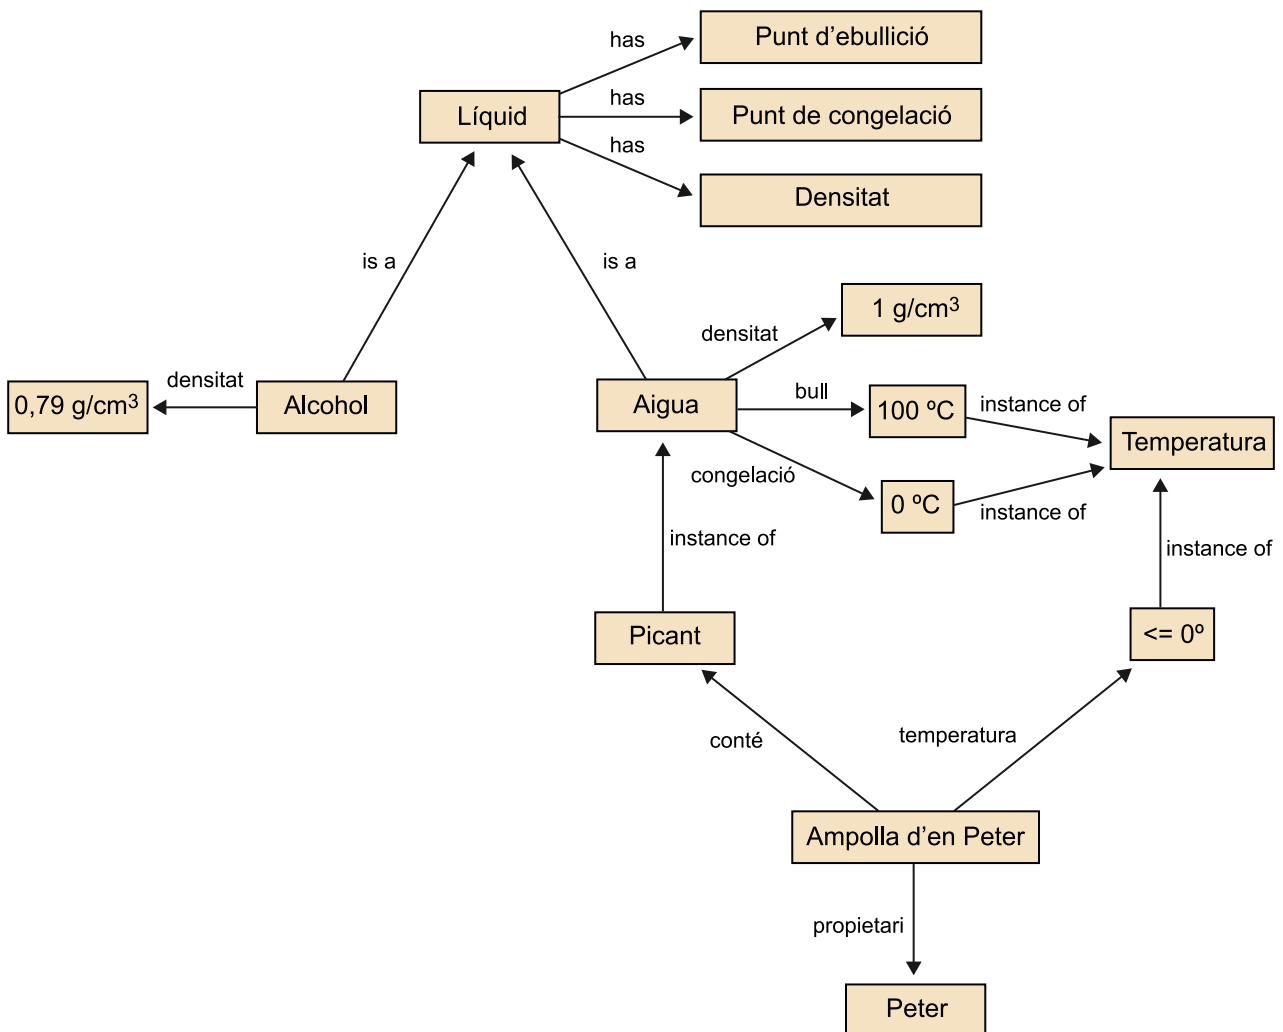 has
Punt d'ebullició
Líquid
has
Punt de congelació
has
Densitat
is a
is a
1 g/cm³
densitat
0,79 g/cm³
densitat
Alcohol
Aigua
bull
100 ºC
instance of
Temperatura
congelació
0 ºC
instance of
instance of
instance of
Picant
<= 0º
conté
temperatura
Ampolla d'en Peter
propietari
Peter